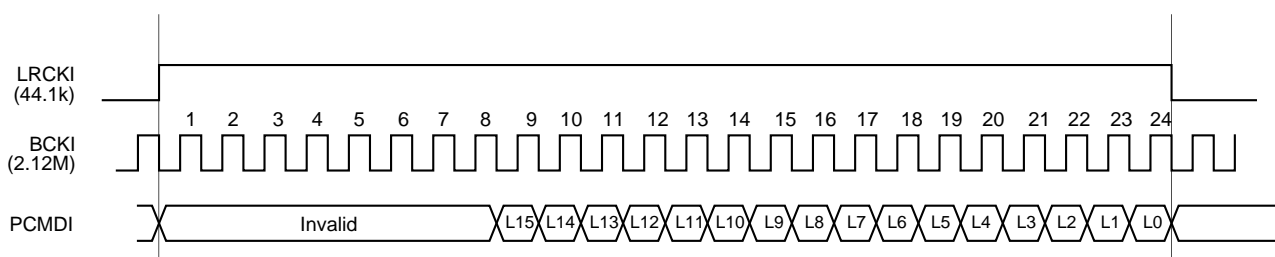 LRCKI
(44.1k)
1 2 3 4 5 6 7 8 9 10 11 12 13 14 15 16 17 18 19 20 21 22 23 24
BCKI
(2.12M)
PCMDI Invalid L15 L14 L13 L12 L11 L10 L9 L8 L7 L6 L5 L4 L3 L2 L1 L0